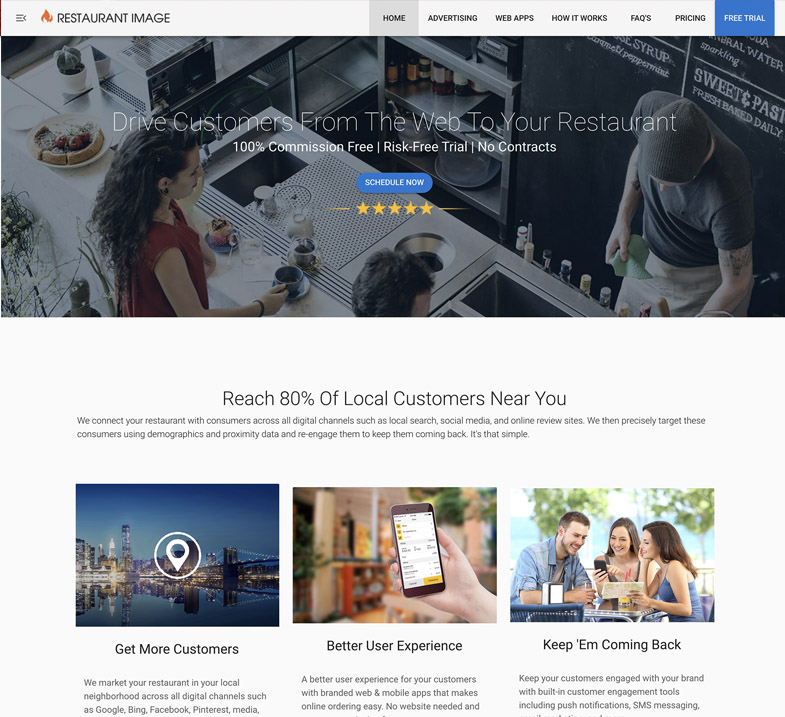 RESTAURANT IMAGE
HOME ADVERTISING WEB APPS HOW IT WORKS FAQ'S PRICING FREE TRIAL
SYRUP
caramel, peppermint
SODA
MINERAL WATER
sparkling
SWEET & PAST
FRESH BAKED DAILY
Drive Customers From The Web To Your Restaurant
100% Commission Free | Risk-Free Trial | No Contracts
SCHEDULE NOW
Reach 80% Of Local Customers Near You
We connect your restaurant with consumers across all digital channels such as local search, social media, and online review sites. We then precisely target these
consumers using demographics and proximity data and re-engage them to keep them coming back. It's that simple.
Get More Customers
We market your restaurant in your local
neighborhood across all digital channels such
as Google, Bing, Facebook, Pinterest, media,
Better User Experience
A better user experience for your customers
with branded web & mobile apps that makes
online ordering easy. No website needed and
Keep 'Em Coming Back
Keep your customers engaged with your brand
with built-in customer engagement tools
including push notifications, SMS messaging,